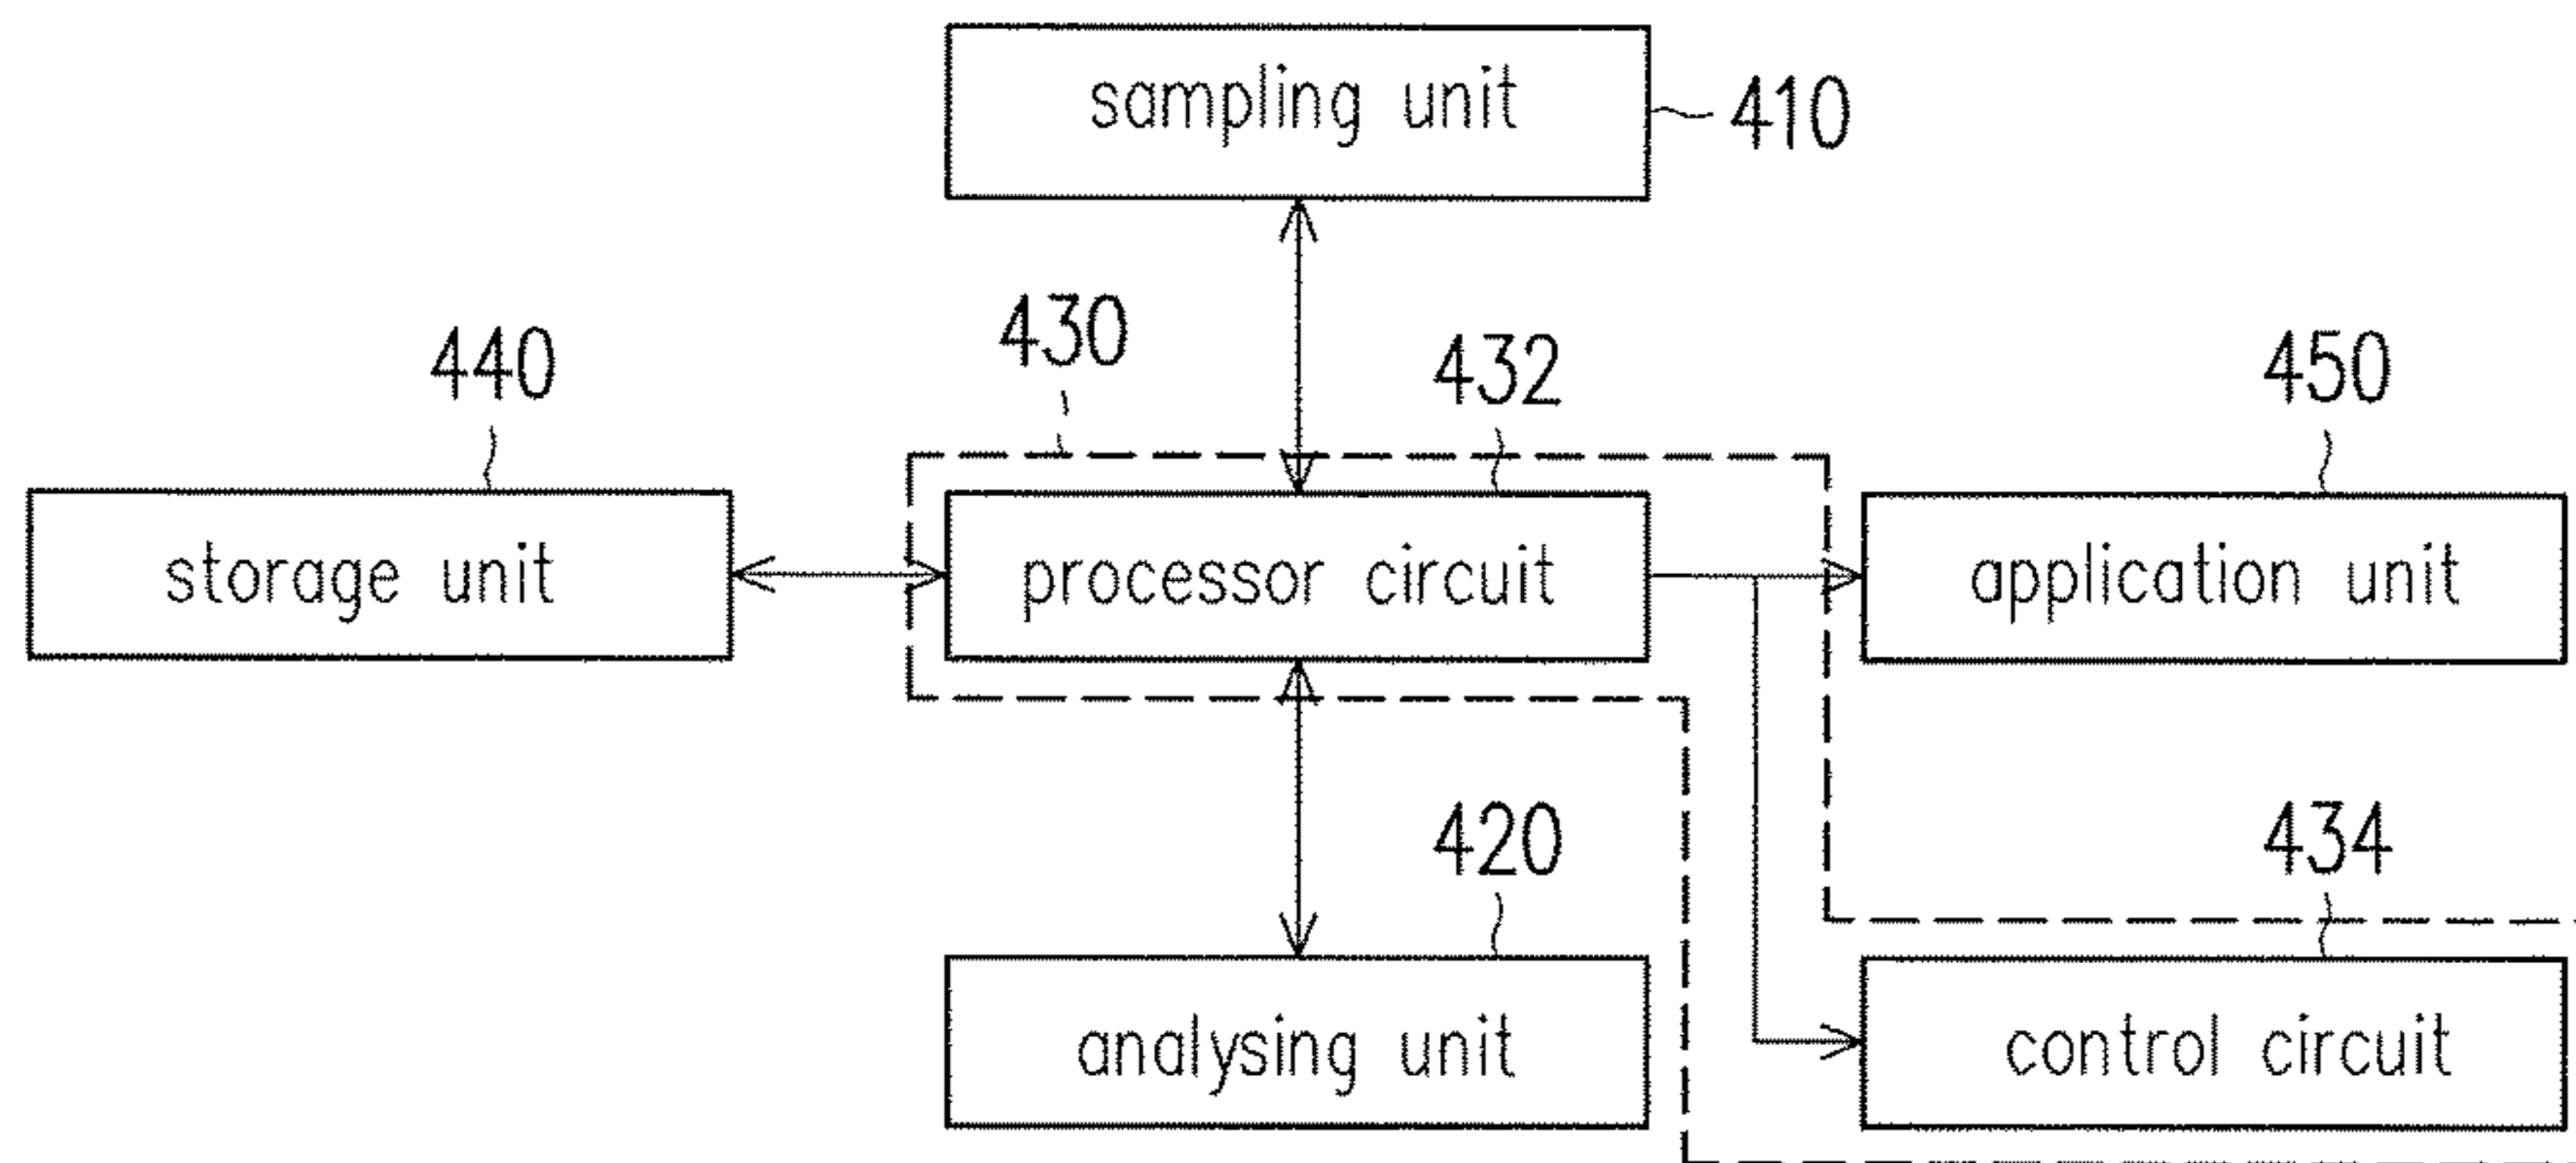 sampling unit
410
430
432
440
450
storage unit
processor circuit
application unit
420
434
analysing unit
control circuit